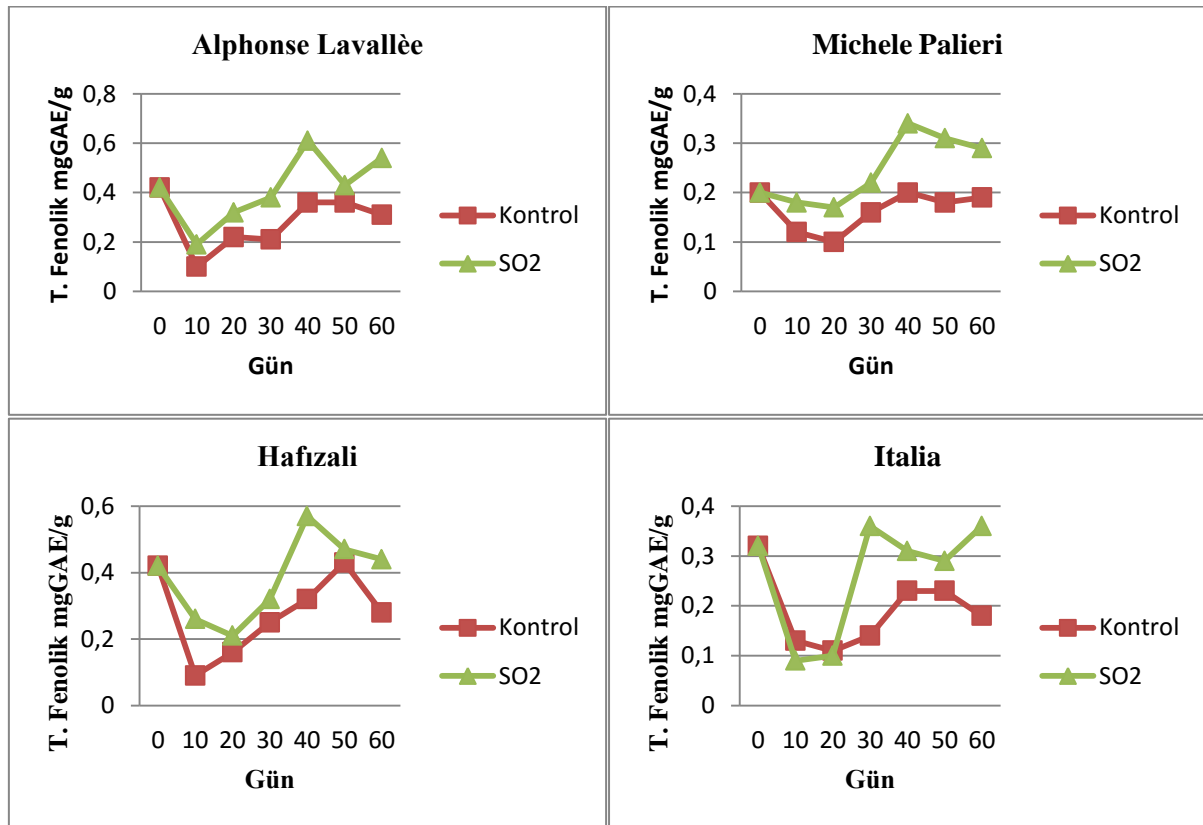 Alphonse Lavallèe
T. Fenolik mgGAE/g
0,8
0,6
0,4
0,2
0
0 10 20 30 40 50 60
Gün
Kontrol
SO2
Michele Palieri
T. Fenolik mgGAE/g
0,4
0,3
0,2
0,1
0
0 10 20 30 40 50 60
Gün
Kontrol
SO2
Hafızali
T. Fenolik mgGAE/g
0,6
0,4
0,2
0
0 10 20 30 40 50 60
Gün
Kontrol
SO2
Italia
T. Fenolik mgGAE/g
0,4
0,3
0,2
0,1
0
0 10 20 30 40 50 60
Gün
Kontrol
SO2